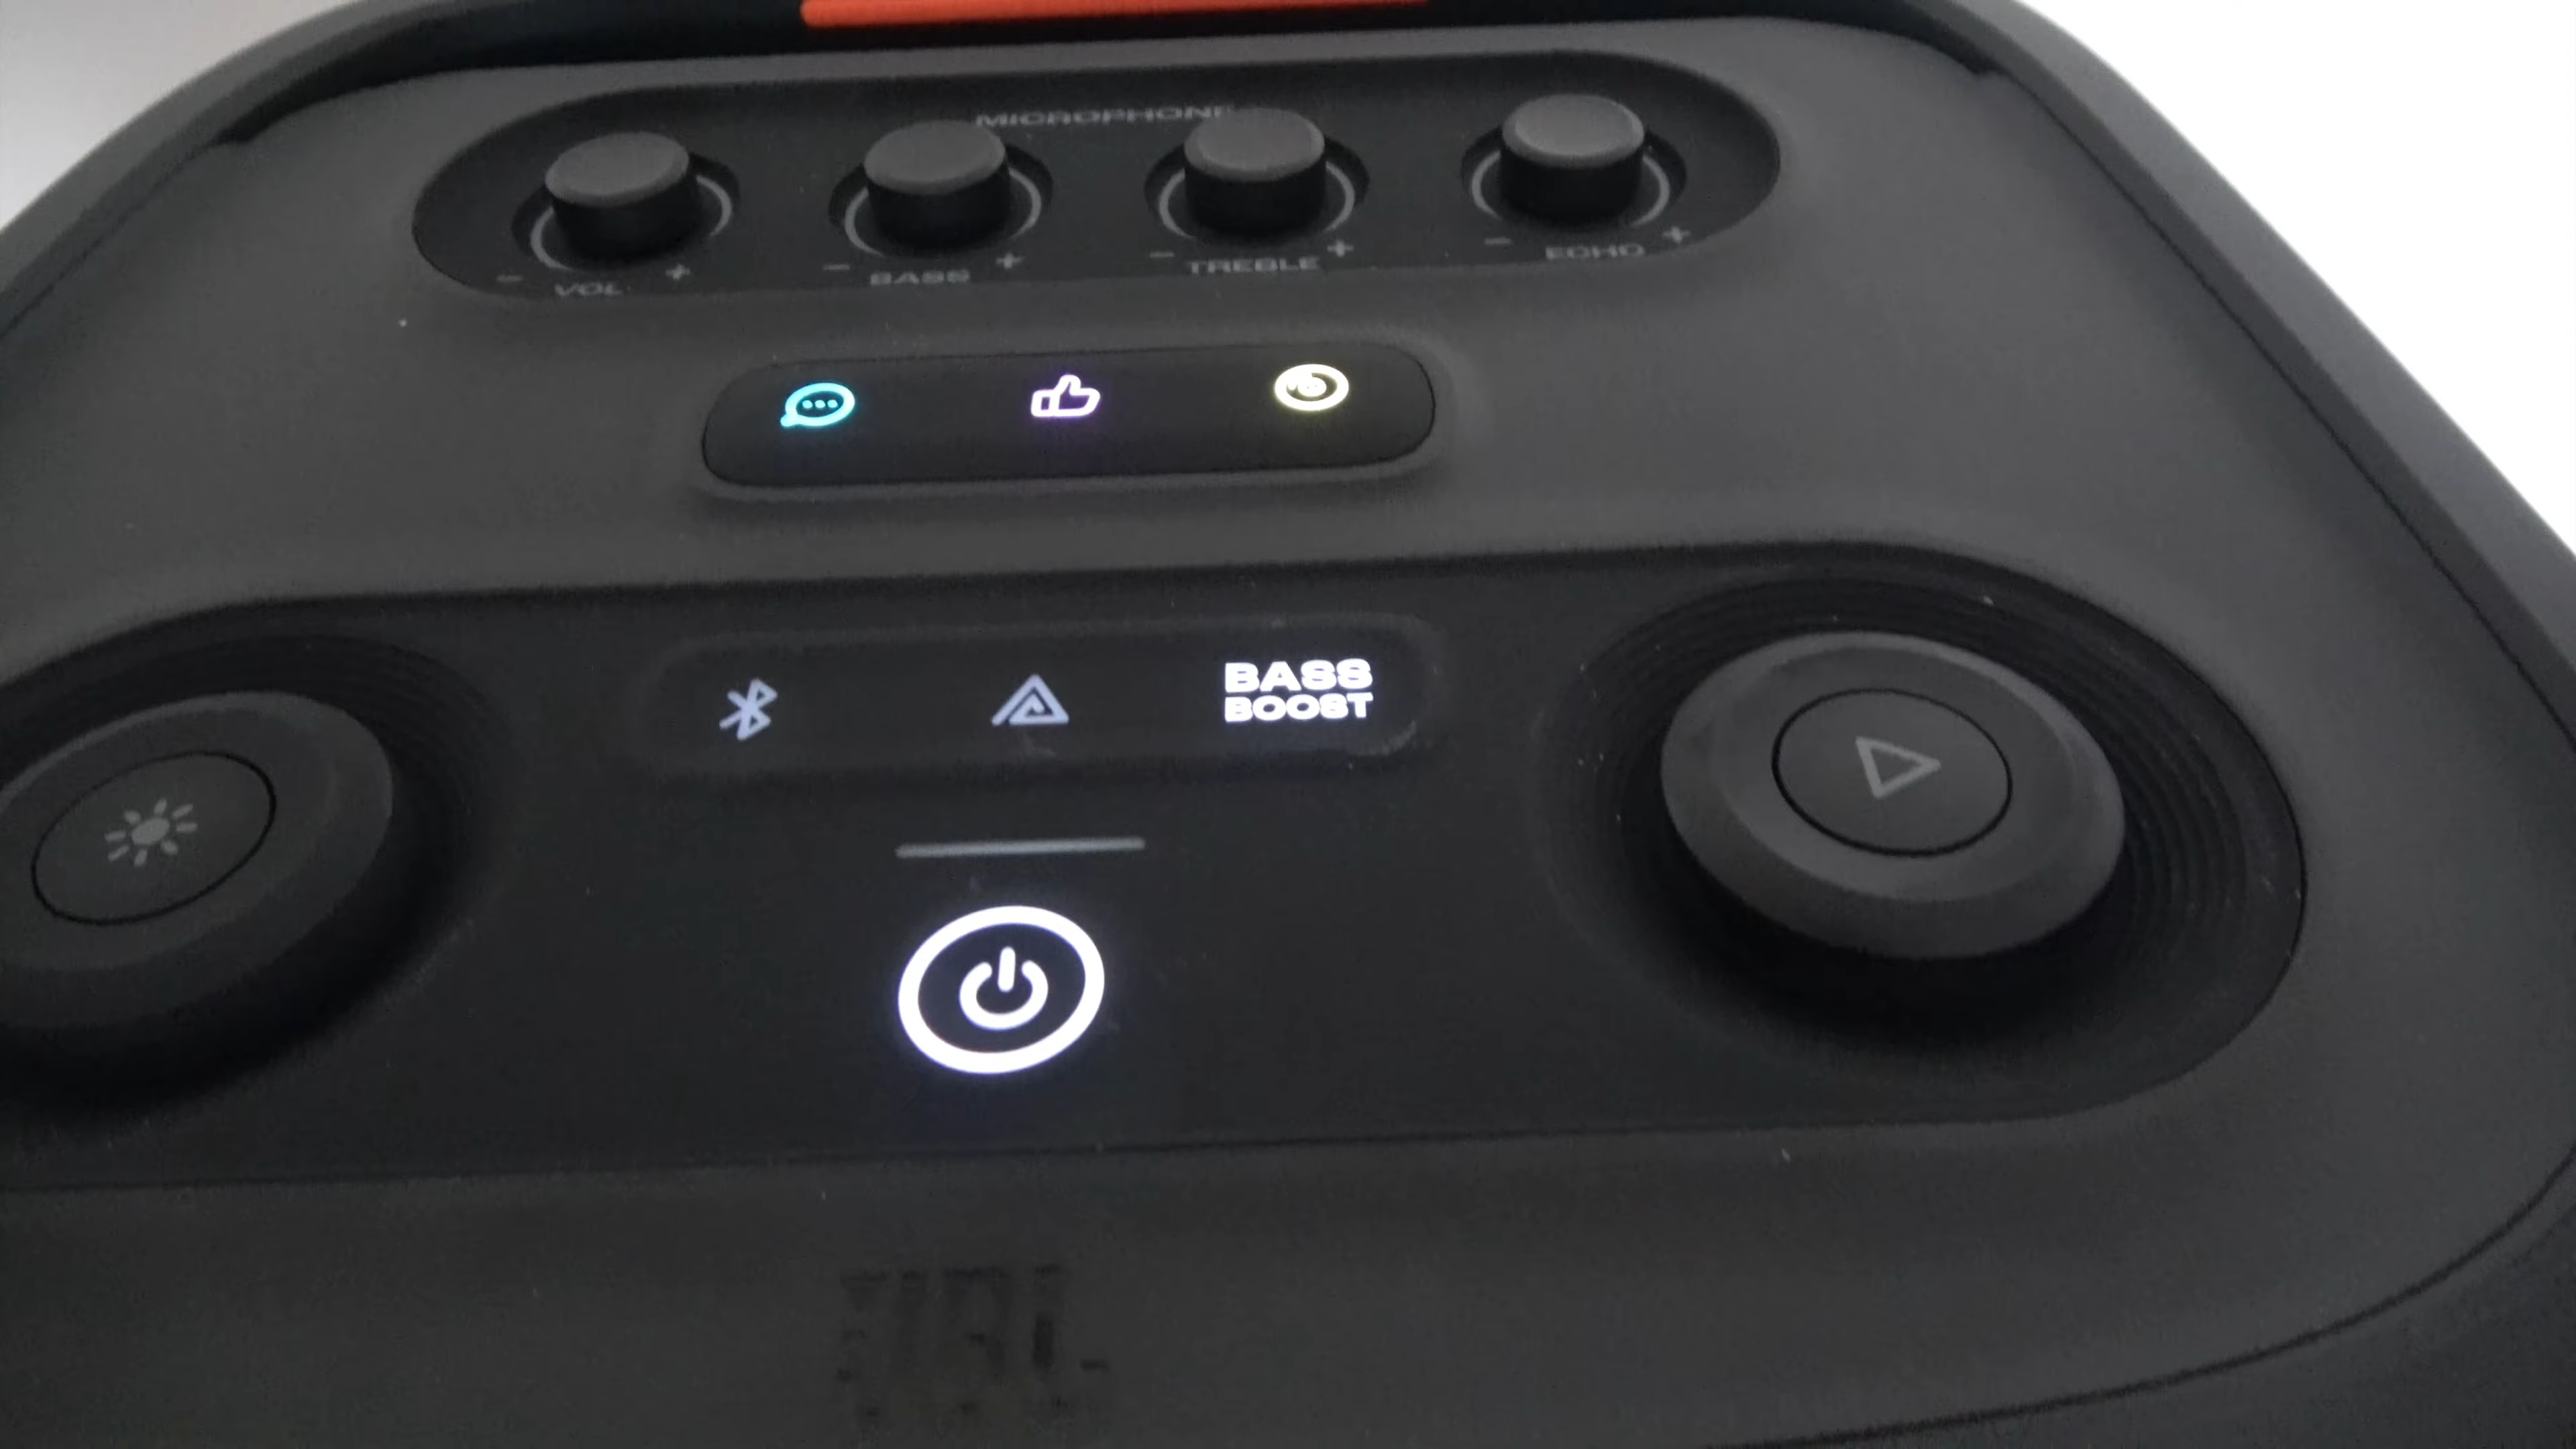 MICROPHONE
- VOL +
- BASS +
- TREBLE +
- ECHO +
BASS
BOOST
JBL